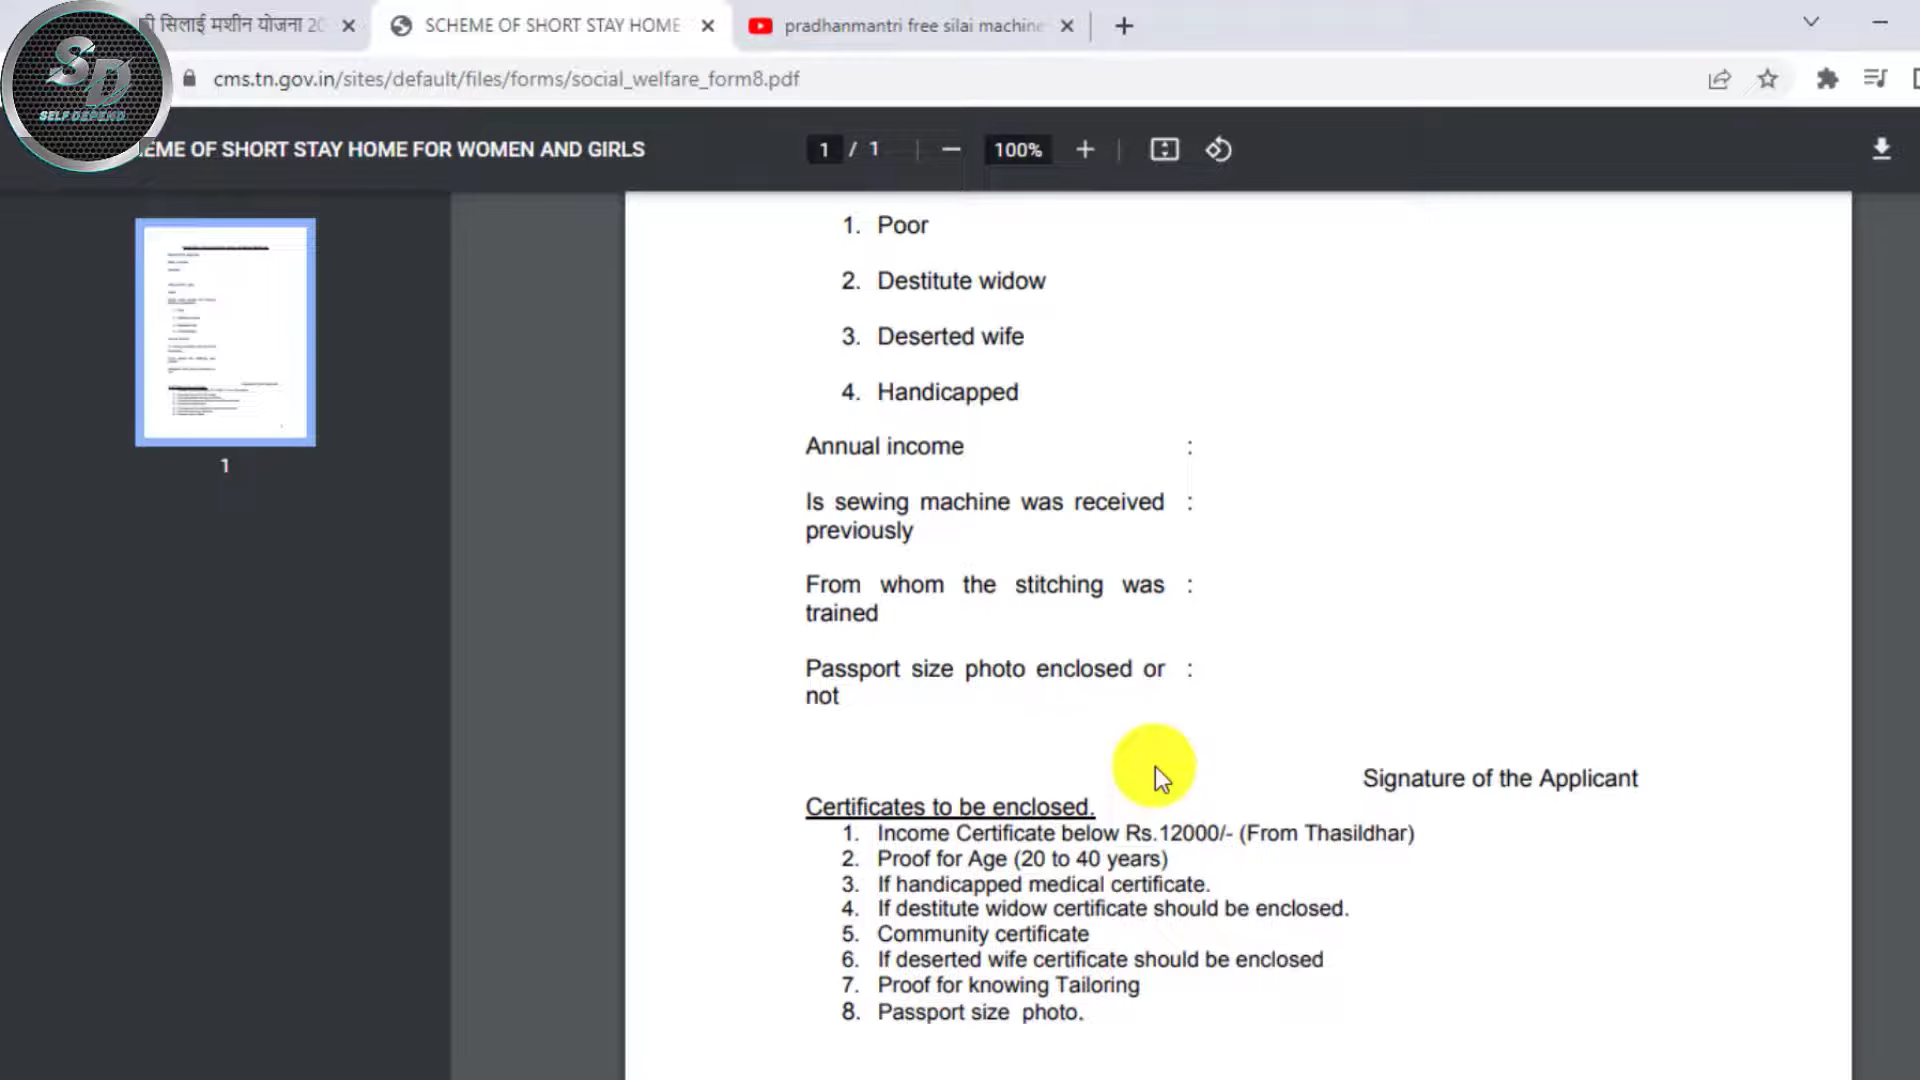 सिलाई मशीन योजना 20
SCHEME OF SHORT STAY HOME
pradhanmantri free silai machine
cms.tn.gov.in/sites/default/files/forms/social_welfare_form8.pdf
SD
SELF DEPEND
EME OF SHORT STAY HOME FOR WOMEN AND GIRLS
1 / 1
100%
1
1. Poor
2. Destitute widow
3. Deserted wife
4. Handicapped
Annual income :
Is sewing machine was received :
previously
From whom the stitching was :
trained
Passport size photo enclosed or :
not
Signature of the Applicant
Certificates to be enclosed.
1. Income Certificate below Rs.12000/- (From Thasildhar)
2. Proof for Age (20 to 40 years)
3. If handicapped medical certificate.
4. If destitute widow certificate should be enclosed.
5. Community certificate
6. If deserted wife certificate should be enclosed
7. Proof for knowing Tailoring
8. Passport size photo.